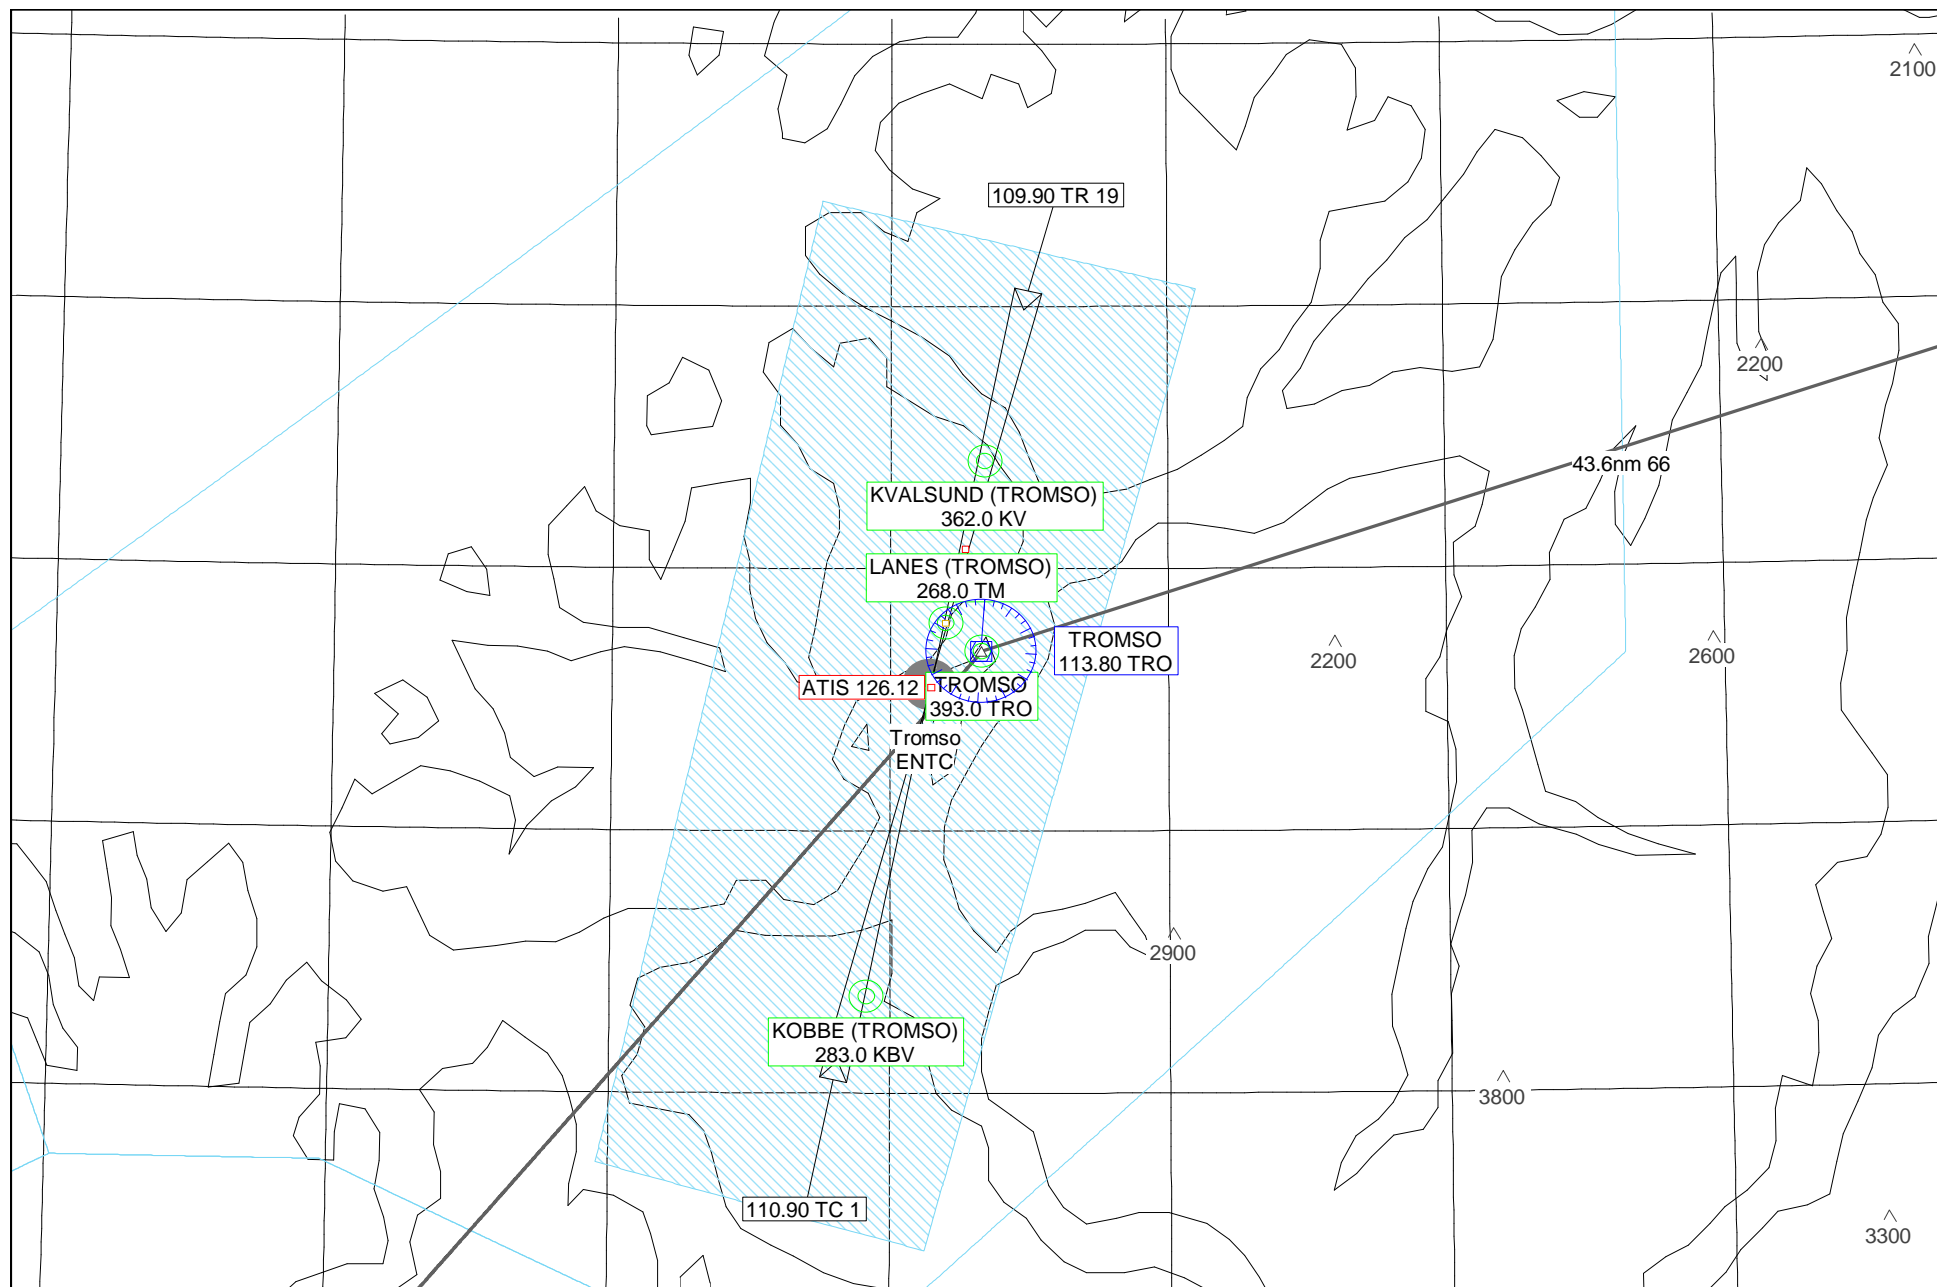 2100
109.90 TR 19
2200
43.6nm 66
KVALSUND (TROMSO)
362.0 KV
LANES (TROMSO)
268.0 TM
TROMSO
113.80 TRO
2200
2600
ATIS 126.12
TROMSO
393.0 TRO
Tromso
ENTC
2900
KOBBE (TROMSO)
283.0 KBV
3800
110.90 TC 1
3300